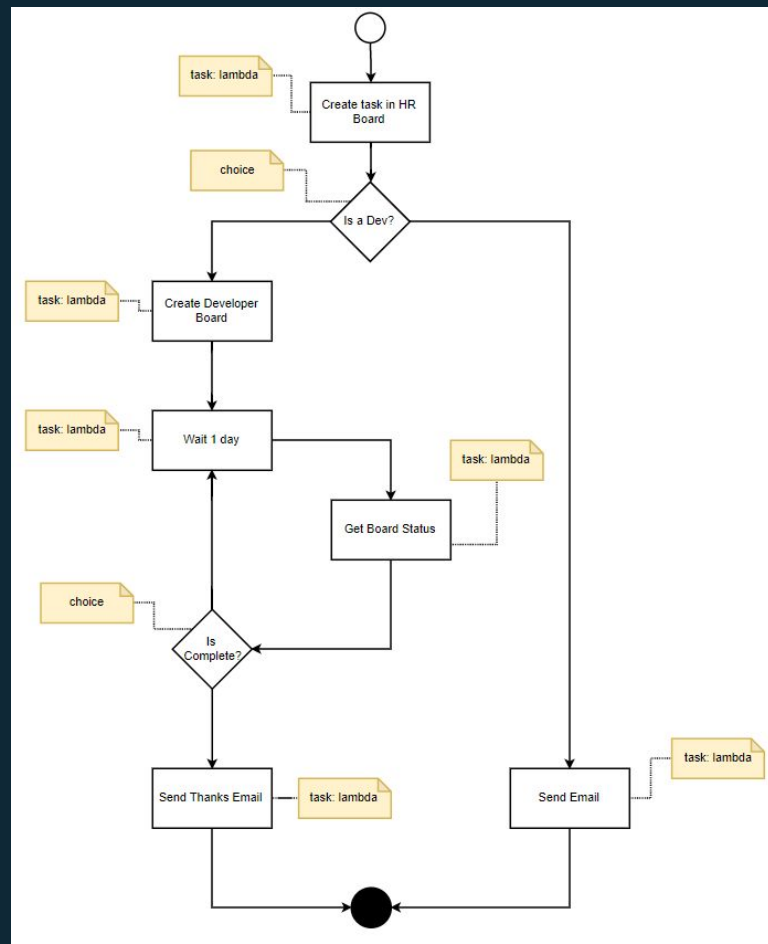 task: lambda
Create task in HR
Board
choice
Is a Dev?
task: lambda
Create Developer
Board
task: lambda
Wait 1 day
task: lambda
Get Board Status
choice
Is
Complete?
Send Thanks Email
task: lambda
Send Email
task: lambda